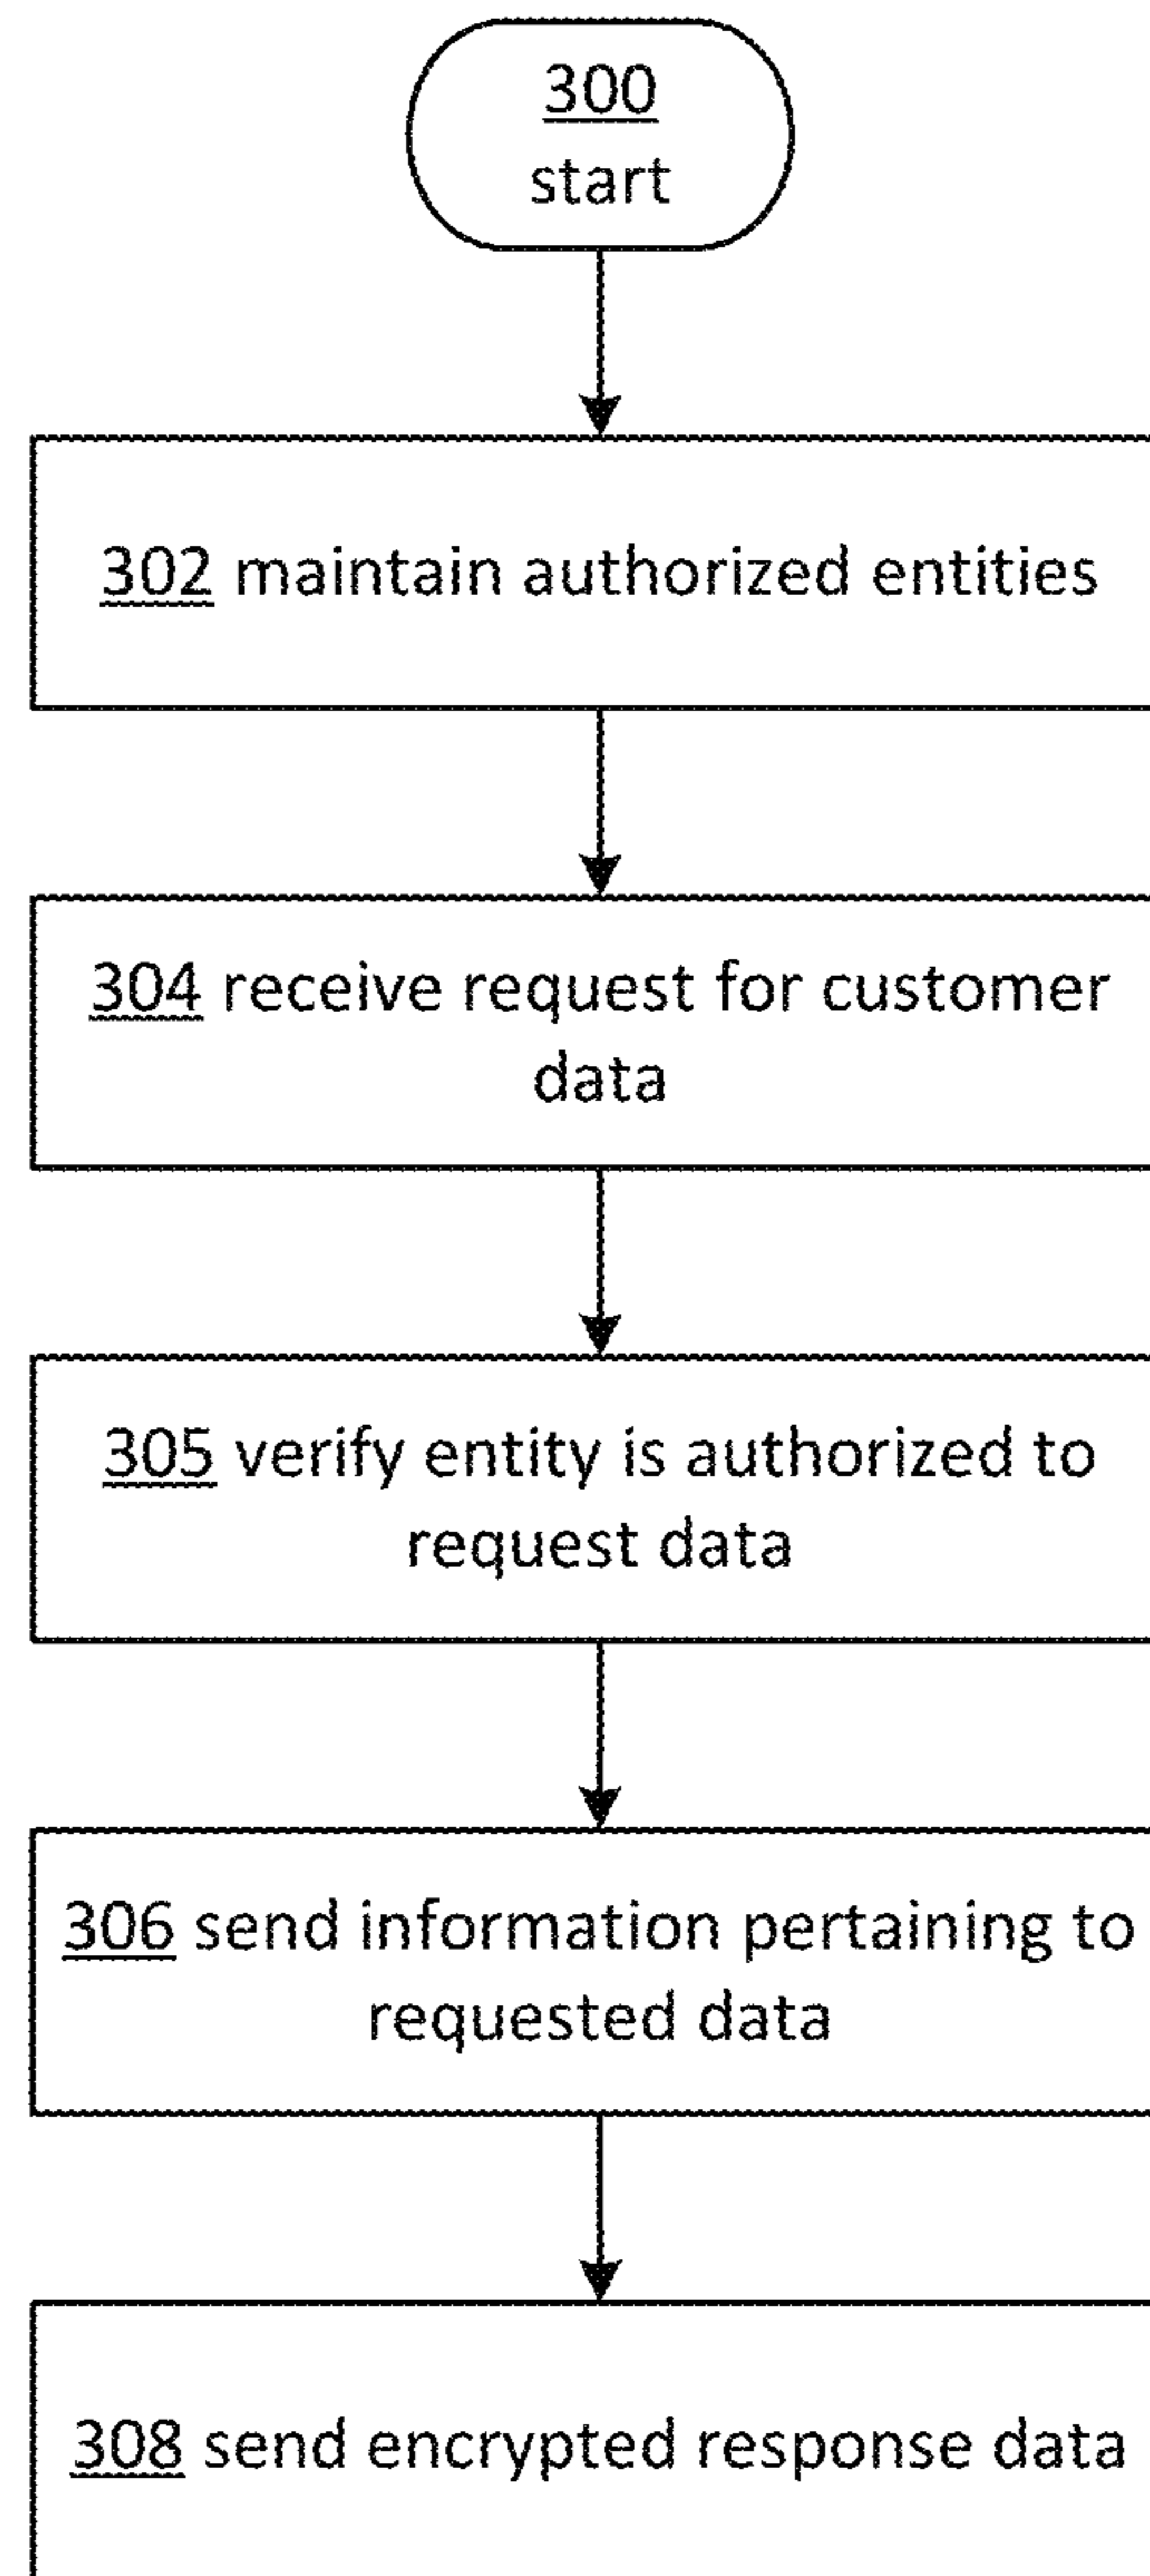 300
start
302 maintain authorized entities
304 receive request for customer
data
305 verify entity is authorized to
request data
306 send information pertaining to
requested data
308 send encrypted response data